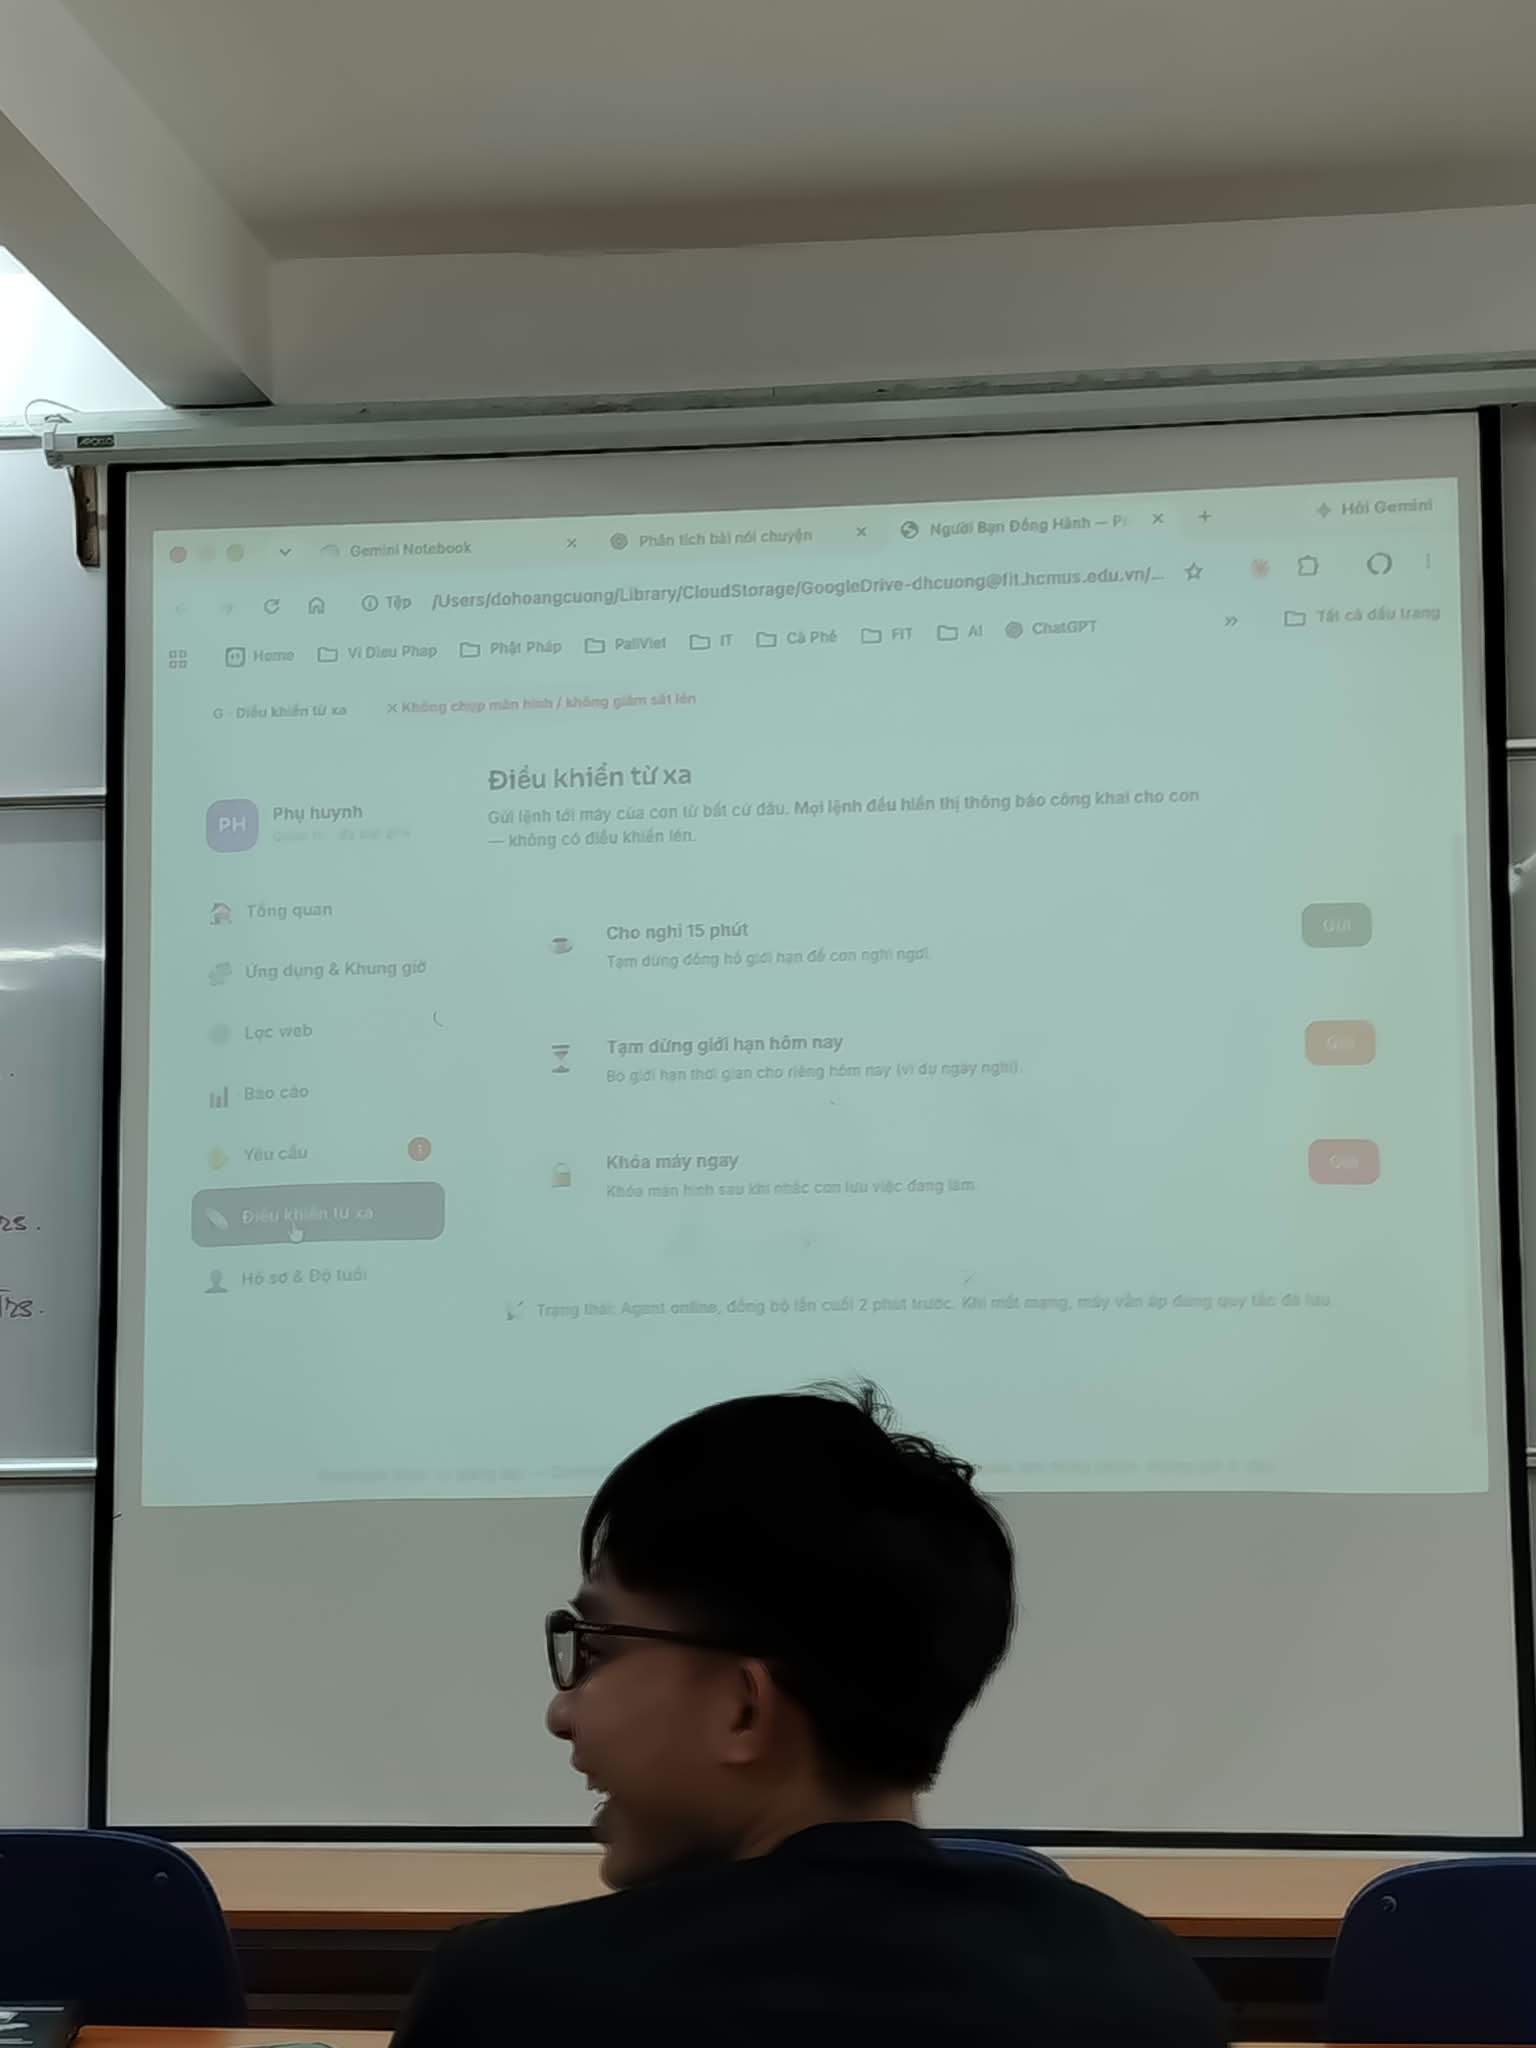 APOLLO
Gemini Notebook
Phân tích bài nói chuyện
Người Bạn Đồng Hành — P
Hỏi Gemini
Tệp /Users/dohoangcuong/Library/CloudStorage/GoogleDrive-dhcuong@fit.hcmus.edu.vn/...
Home
Vi Dieu Phap
Phật Pháp
PaliViet
IT
Cà Phê
FIT
AI
ChatGPT
Tất cả dấu trang
G - Điều khiển từ xa
× Không chụp màn hình / không giám sát lén
PH
Phụ huynh
Tổng quan
Ứng dụng & Khung giờ
Lọc web
Báo cáo
Yêu cầu
1
Điều khiển từ xa
Hồ sơ & Độ tuổi
Điều khiển từ xa
Gửi lệnh tới máy của con từ bất cứ đâu. Mọi lệnh đều hiển thị thông báo công khai cho con
— không có điều khiển lén.
Cho nghỉ 15 phút
Tạm dừng đồng hồ giới hạn để con nghỉ ngơi.
Gửi
Tạm dừng giới hạn hôm nay
Bỏ giới hạn thời gian cho riêng hôm nay (ví dụ ngày nghỉ).
Gửi
Khóa máy ngay
Khóa màn hình sau khi nhắc con lưu việc đang làm.
Gửi
Trạng thái: Agent online, đồng bộ lần cuối 2 phút trước. Khi mất mạng, máy vẫn áp dụng quy tắc đã lưu.